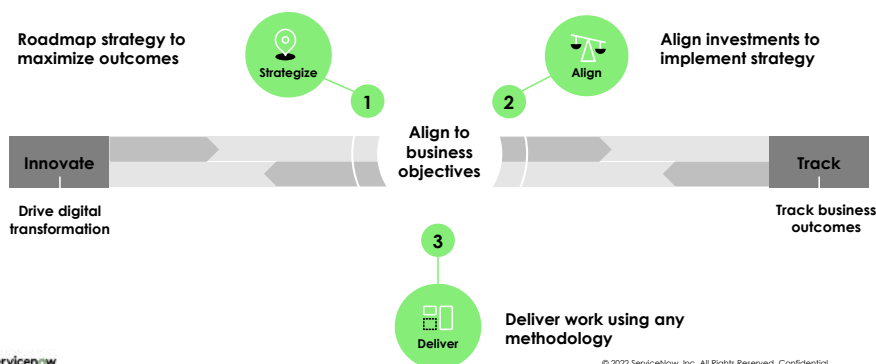 Roadmap strategy to
maximize outcomes
Strategize
1
Align
2
Align investments to
implement strategy
Innovate
Align to
business
objectives
Track
Drive digital
transformation
Track business
outcomes
3
Deliver
Deliver work using any
methodology
servicenow
© 2022 ServiceNow, Inc. All Rights Reserved. Confidential.